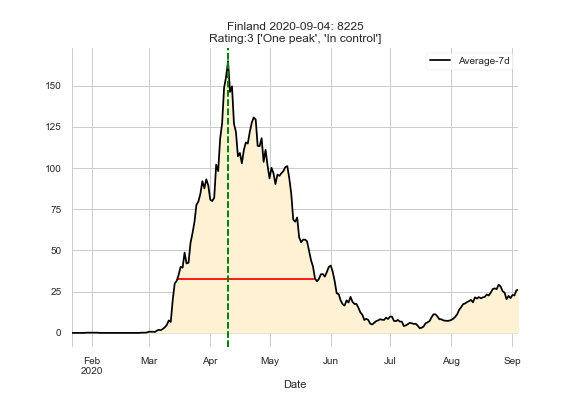 Finland 2020-09-04: 8225
Rating:3 ['One peak', 'In control']
Average-7d
150
125
100
75
50
25
0
Feb
2020
Mar
Apr
May
Jun
Jul
Aug
Sep
Date